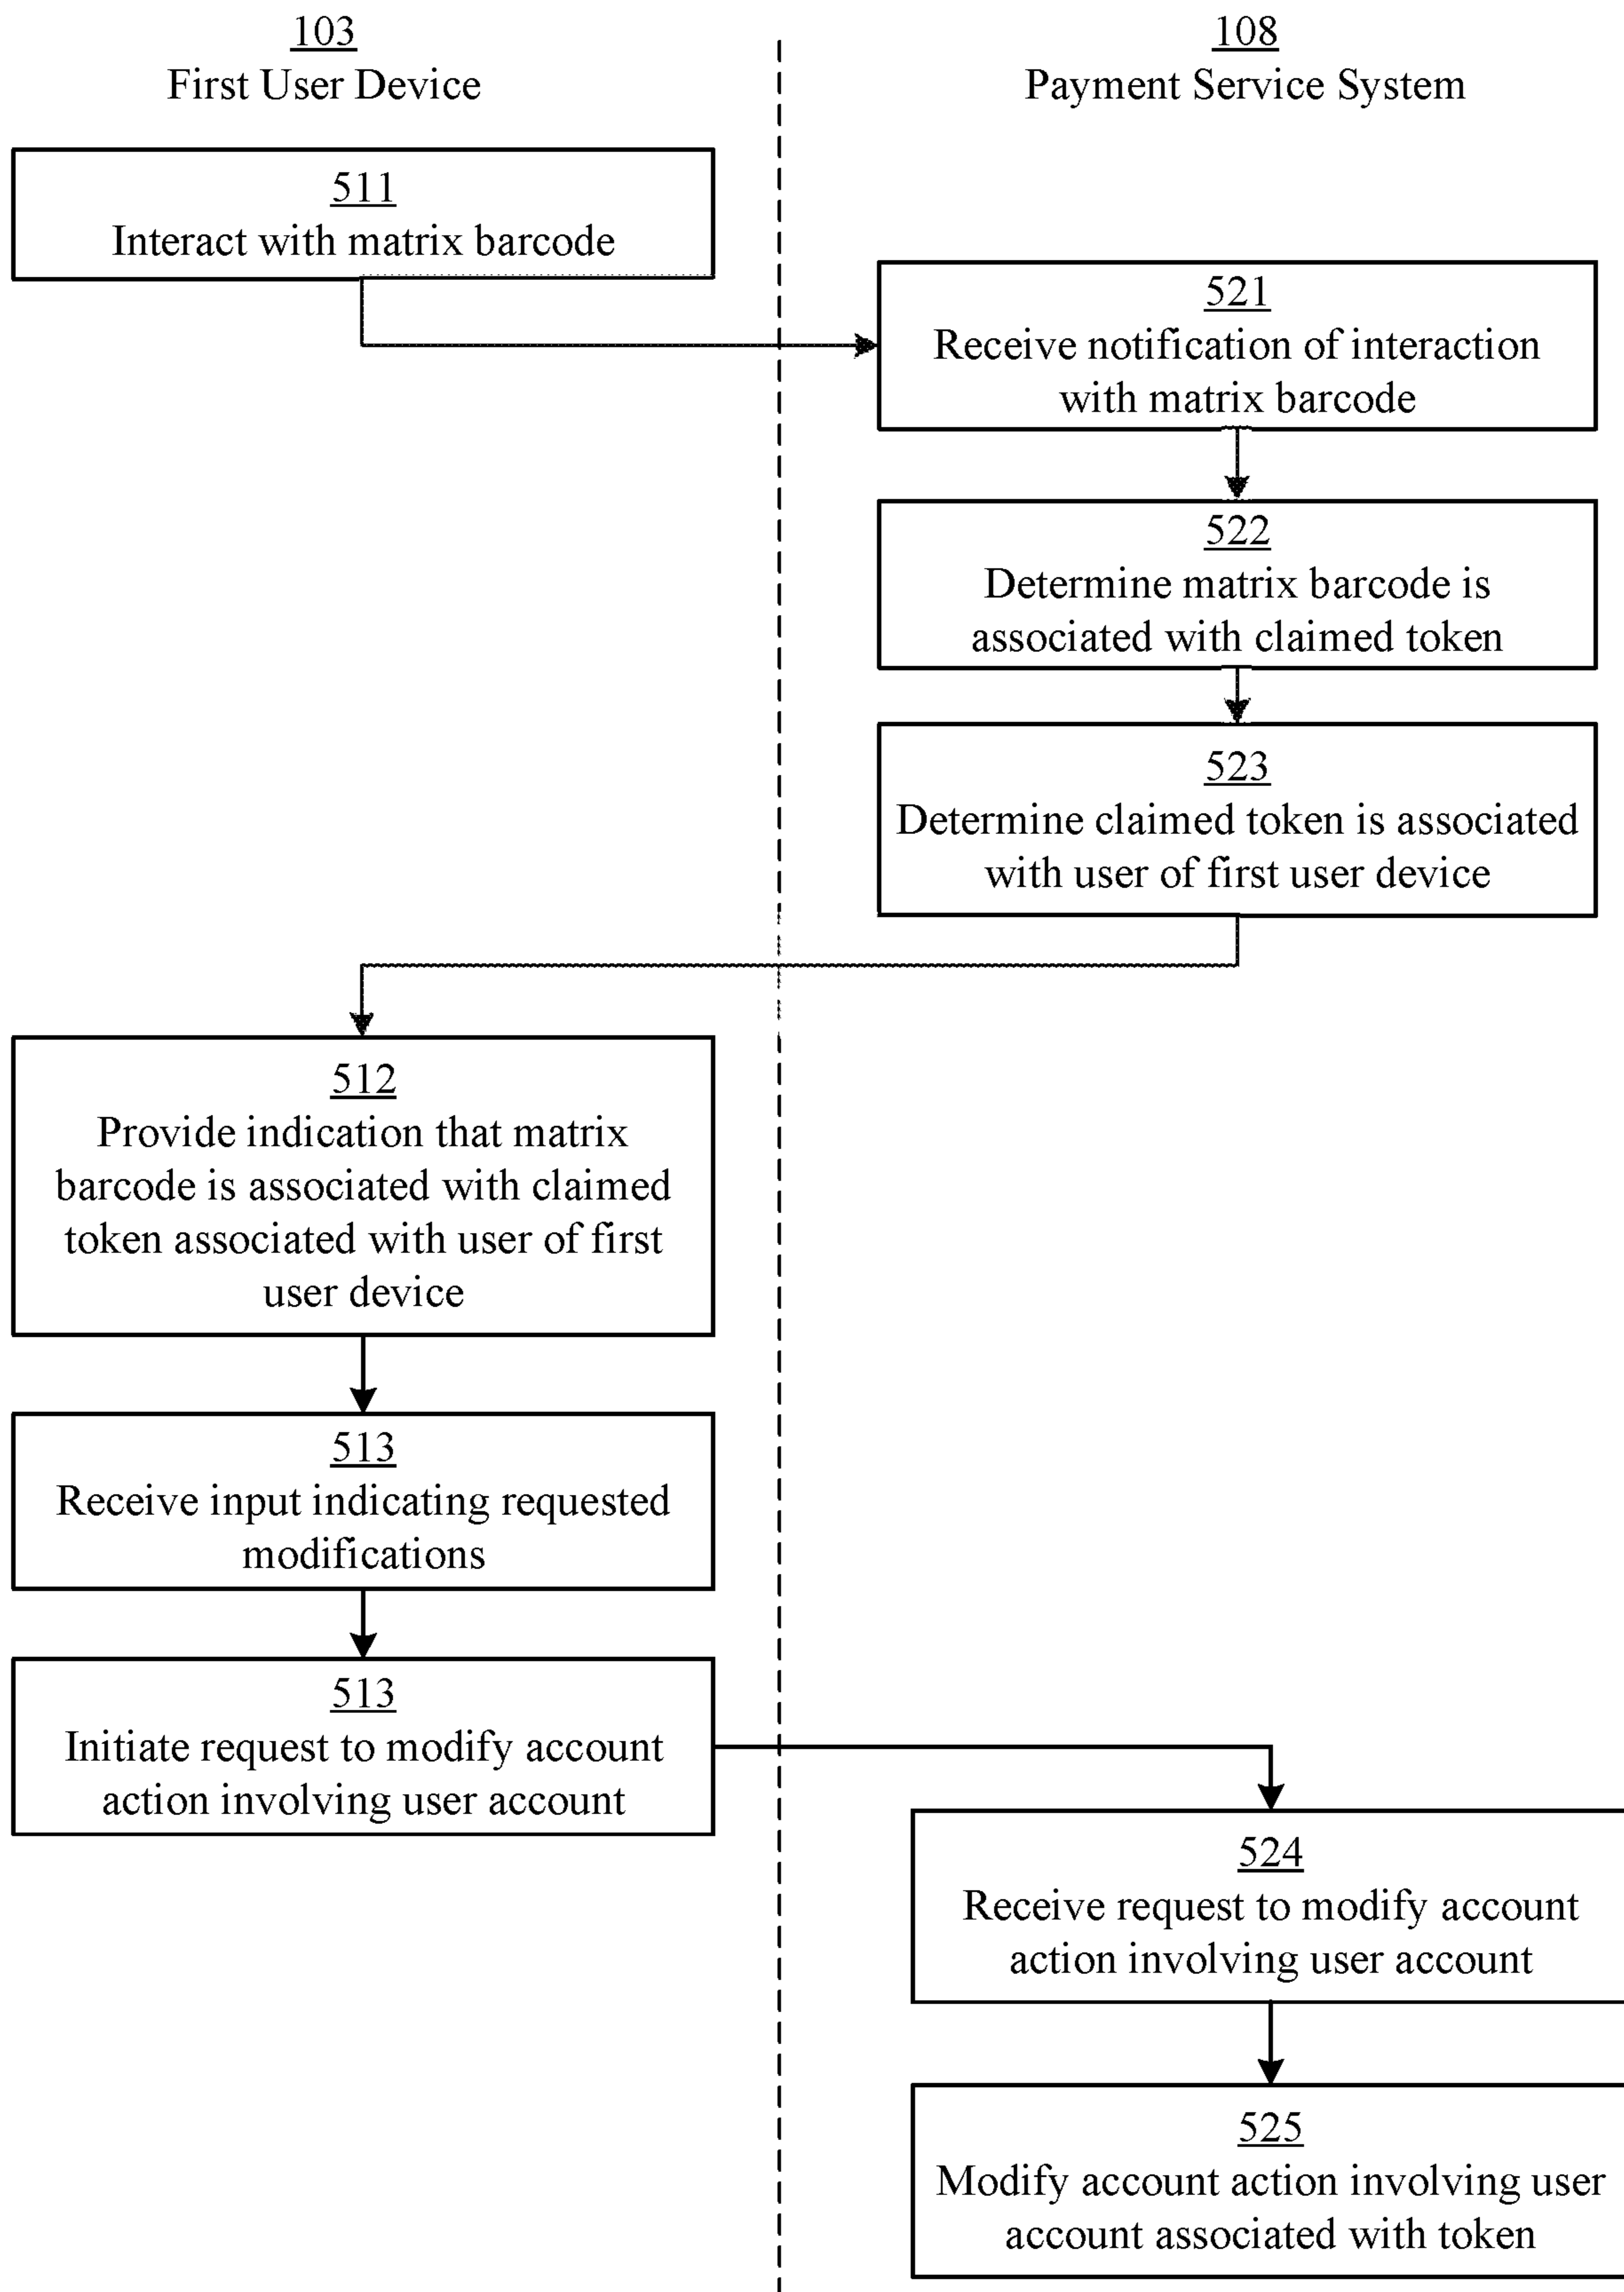 103
First User Device
108
Payment Service System
511
Interact with matrix barcode
521
Receive notification of interaction
with matrix barcode
522
Determine matrix barcode is
associated with claimed token
523
Determine claimed token is associated
with user of first user device
512
Provide indication that matrix
barcode is associated with claimed
token associated with user of first
user device
513
Receive input indicating requested
modifications
513
Initiate request to modify account
action involving user account
524
Receive request to modify account
action involving user account
525
Modify account action involving user
account associated with token